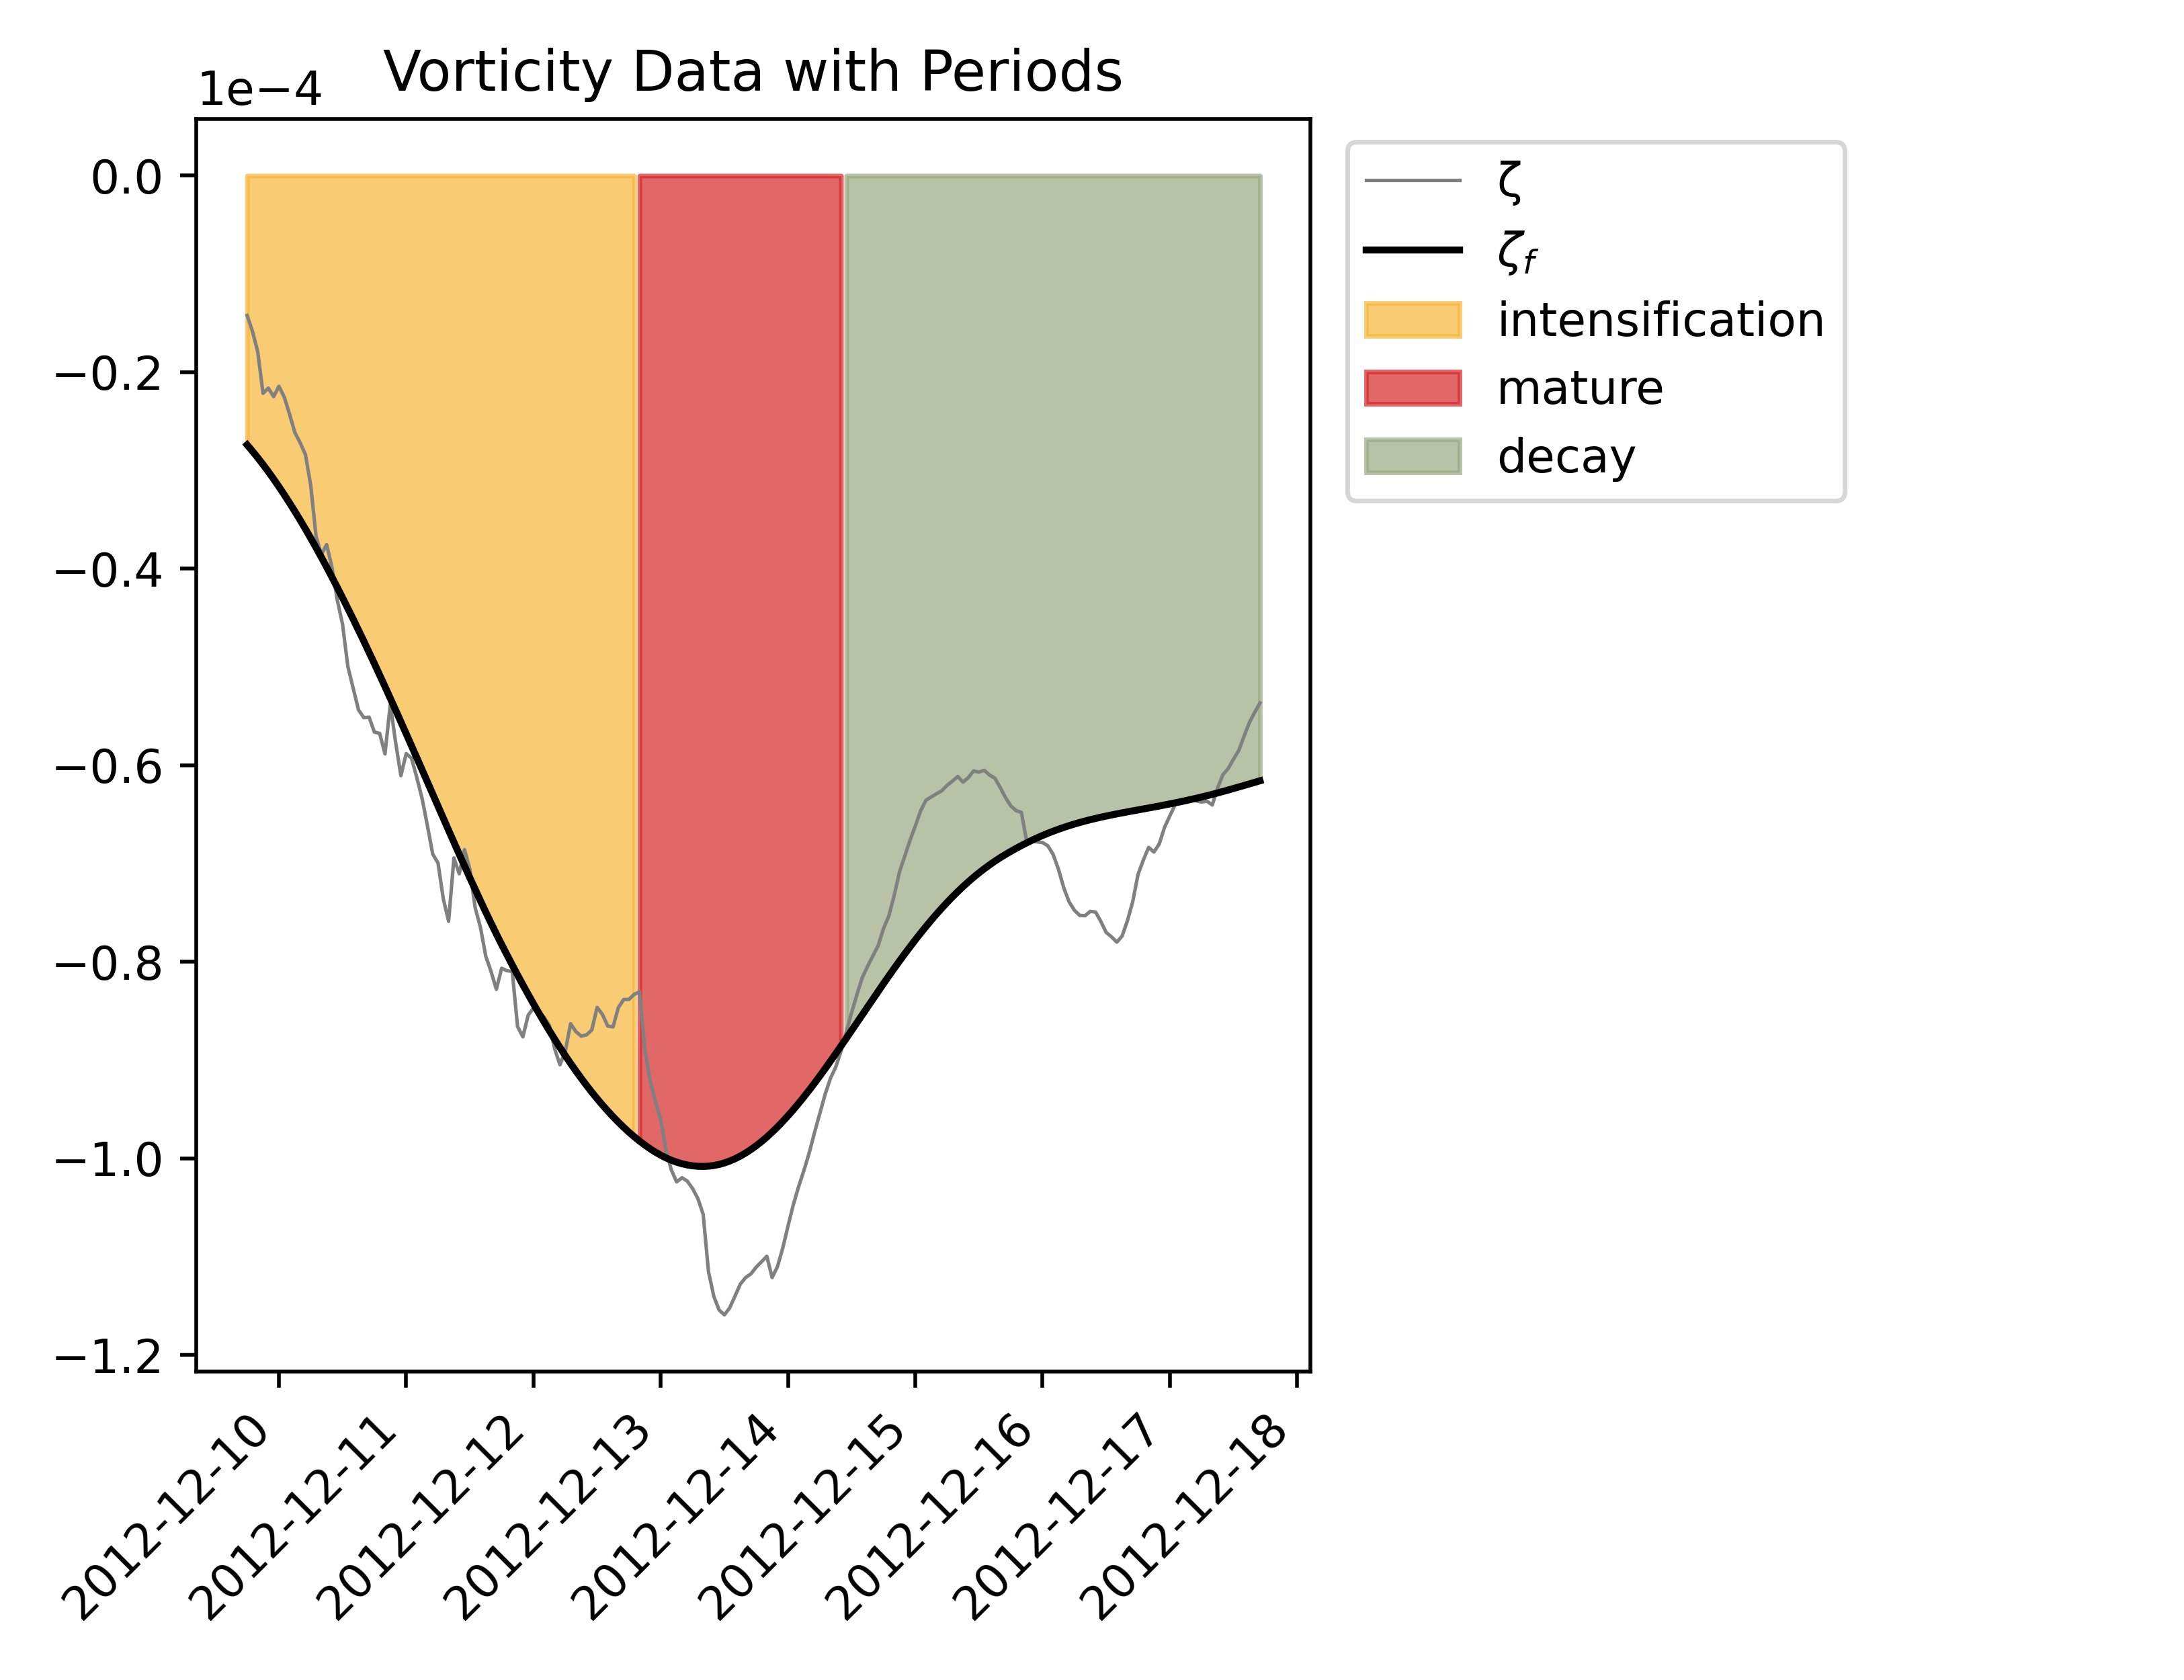 Vorticity Data with Periods
1e−4
0.0
−0.2
−0.4
−0.6
−0.8
−1.0
−1.2
2012-12-10
2012-12-11
2012-12-12
2012-12-13
2012-12-14
2012-12-15
2012-12-16
2012-12-17
2012-12-18
ζ
ζf
intensification
mature
decay